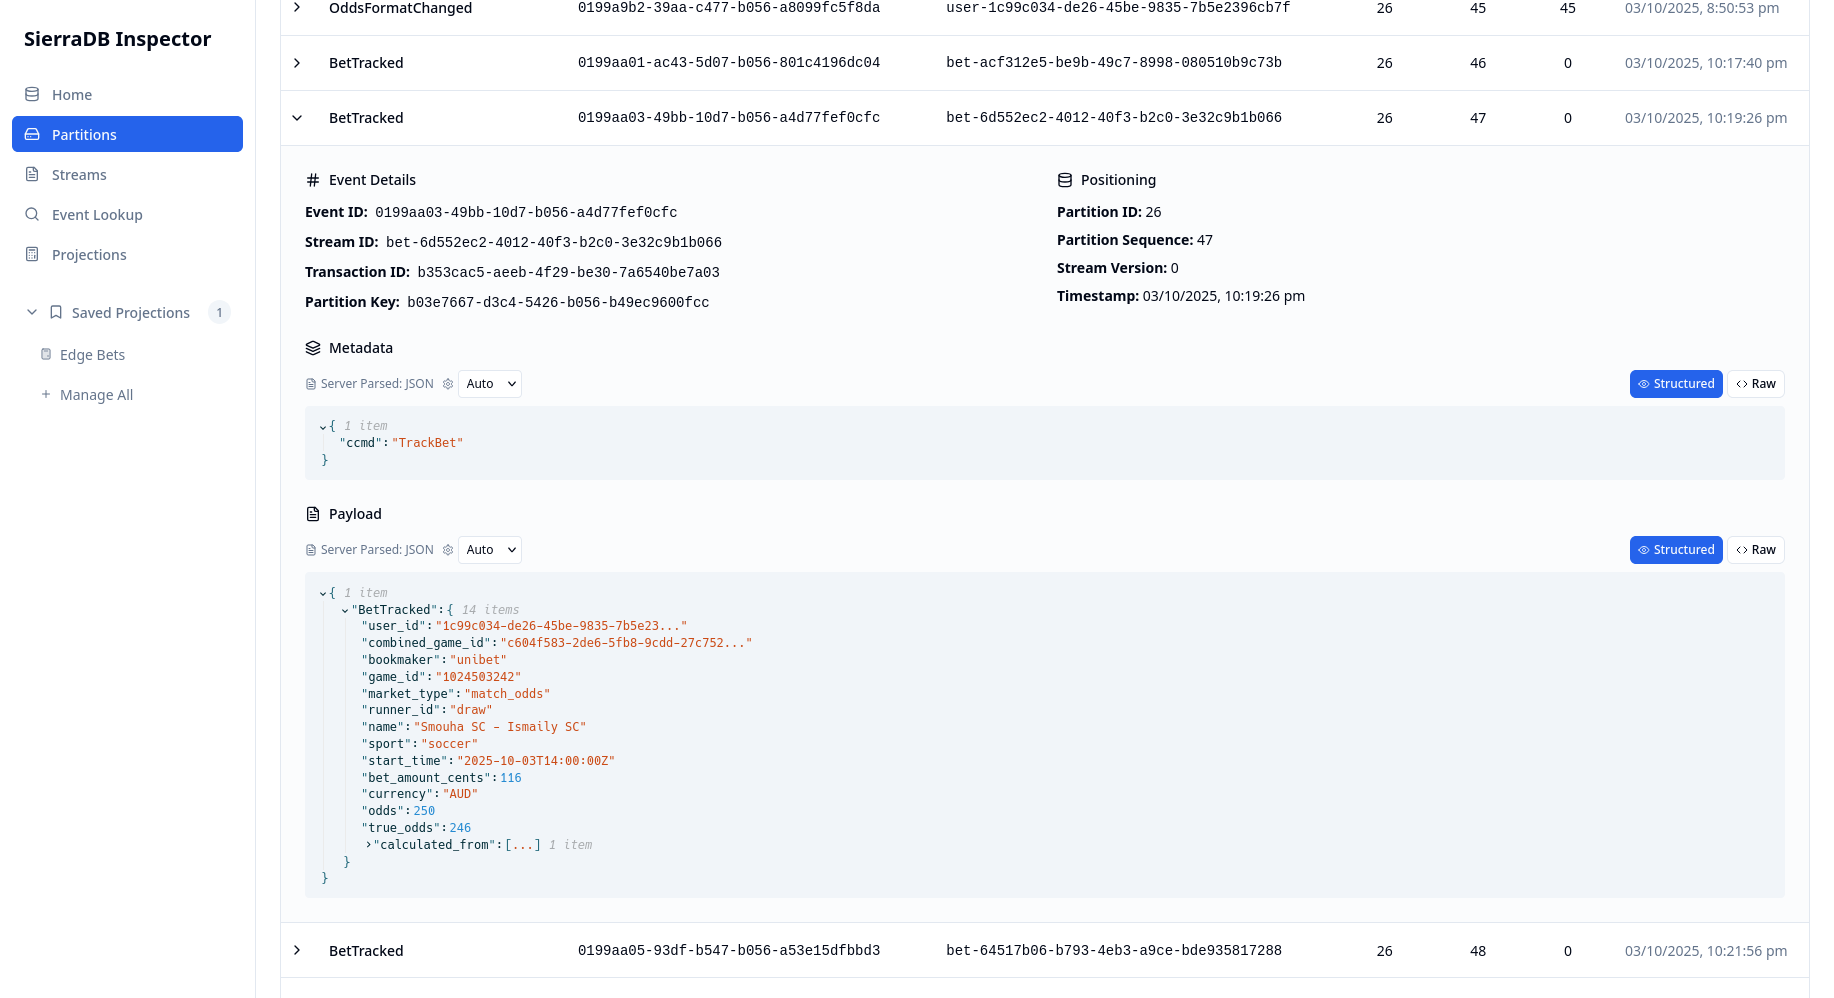 SierraDB Inspector
Home
Partitions
Streams
Event Lookup
Projections
Saved Projections 1
Edge Bets
+ Manage All
OddsFormatChanged 0199a9b2-39aa-c477-b056-a8099fc5f8da user-1c99c034-de26-45be-9835-7b5e2396cb7f 26 45 45 03/10/2025, 8:50:53 pm
BetTracked 0199aa01-ac43-5d07-b056-801c4196dc04 bet-acf312e5-be9b-49c7-8998-080510b9c73b 26 46 0 03/10/2025, 10:17:40 pm
BetTracked 0199aa03-49bb-10d7-b056-a4d77fef0cfc bet-6d552ec2-4012-40f3-b2c0-3e32c9b1b066 26 47 0 03/10/2025, 10:19:26 pm
# Event Details
Event ID: 0199aa03-49bb-10d7-b056-a4d77fef0cfc
Stream ID: bet-6d552ec2-4012-40f3-b2c0-3e32c9b1b066
Transaction ID: b353cac5-aeeb-4f29-be30-7a6540be7a03
Partition Key: b03e7667-d3c4-5426-b056-b49ec9600fcc
Positioning
Partition ID: 26
Partition Sequence: 47
Stream Version: 0
Timestamp: 03/10/2025, 10:19:26 pm
Metadata
Server Parsed: JSON Auto Structured <> Raw
{ 1 item
"ccmd":"TrackBet"
}
Payload
Server Parsed: JSON Auto Structured <> Raw
{ 1 item
"BetTracked":{ 14 items
"user_id":"1c99c034-de26-45be-9835-7b5e23..."
"combined_game_id":"c604f583-2de6-5fb8-9cdd-27c752..."
"bookmaker":"unibet"
"game_id":"1024503242"
"market_type":"match_odds"
"runner_id":"draw"
"name":"Smouha SC - Ismaily SC"
"sport":"soccer"
"start_time":"2025-10-03T14:00:00Z"
"bet_amount_cents":116
"currency":"AUD"
"odds":250
"true_odds":246
"calculated_from":[...] 1 item
}
}
BetTracked 0199aa05-93df-b547-b056-a53e15dfbbd3 bet-64517b06-b793-4eb3-a9ce-bde935817288 26 48 0 03/10/2025, 10:21:56 pm